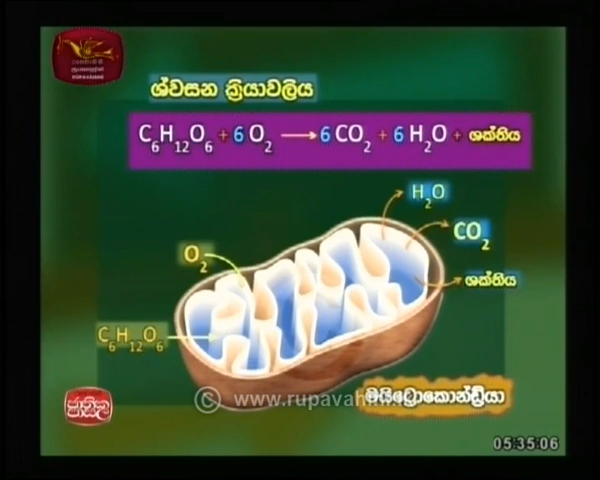 ශ්වසන ක්‍රියාවලිය
C6H12O6 + 6 O2 → 6 CO2 + 6 H2O + ශක්තිය
H2O
CO2
O2
ශක්තිය
C6H12O6
මයිටොකොන්ඩ්‍රියා
© www.rupavahini
05:35:06